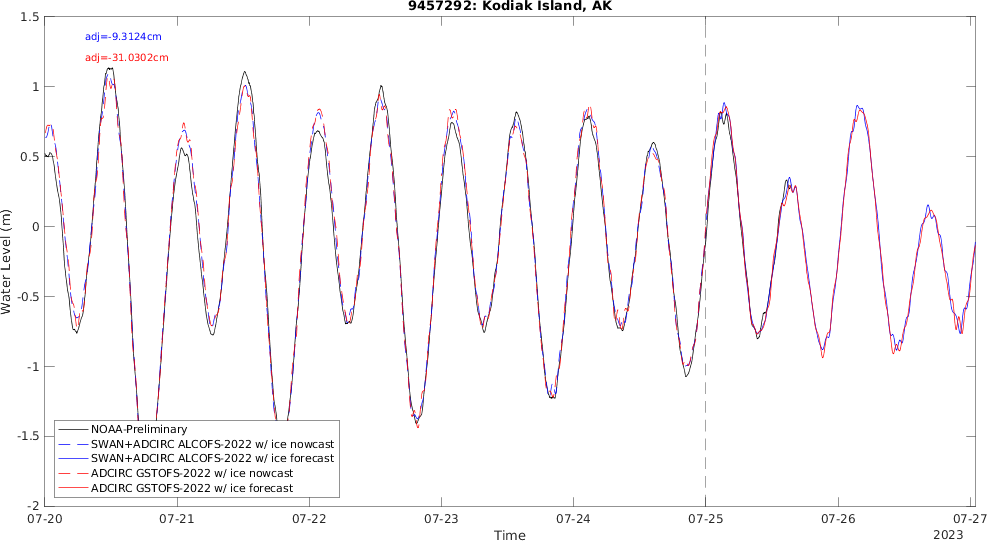 9457292: Kodiak Island, AK
adj=-9.3124cm
adj=-31.0302cm
Water Level (m)
1.5
1
0.5
0
-0.5
-1
-1.5
-2
NOAA-Preliminary
SWAN+ADCIRC ALCOFS-2022 w/ ice nowcast
SWAN+ADCIRC ALCOFS-2022 w/ ice forecast
ADCIRC GSTOFS-2022 w/ ice nowcast
ADCIRC GSTOFS-2022 w/ ice forecast
07-20 07-21 07-22 07-23 07-24 07-25 07-26 07-27
Time
2023